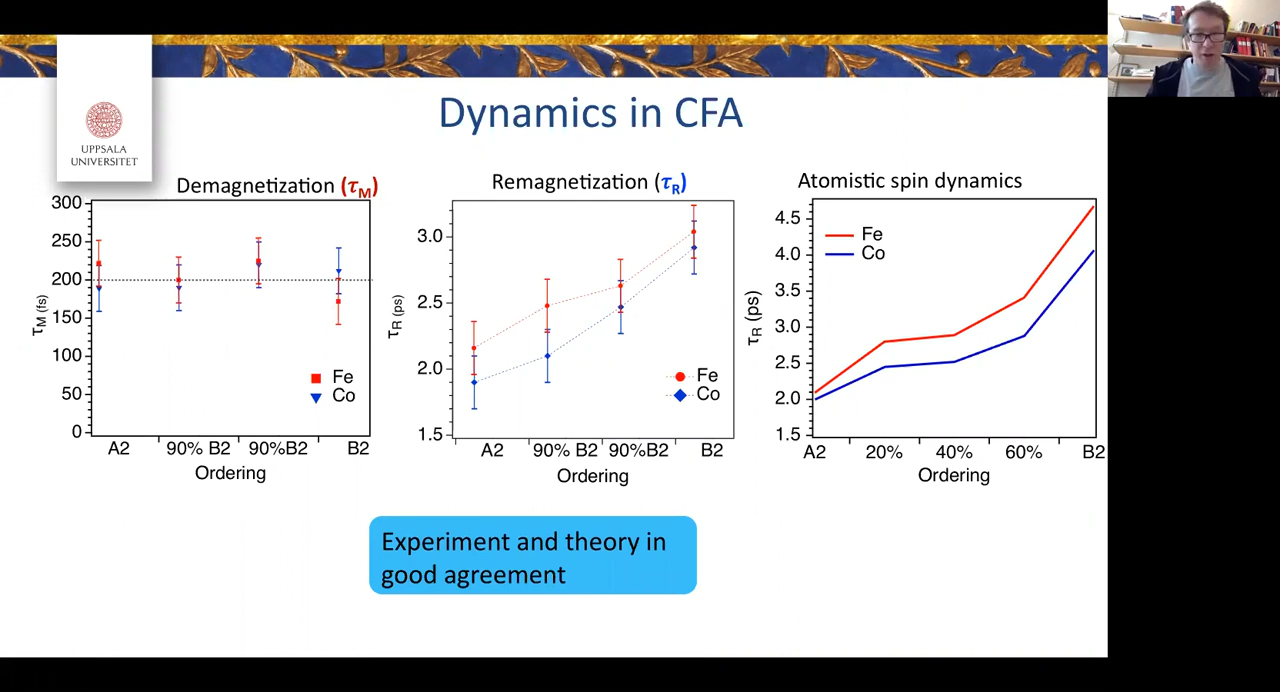 Dynamics in CFA
UPPSALA
UNIVERSITET
Demagnetization (τM)
300
250
200
150
100
50
0
τM (fs)
Fe
Co
A2
90% B2
90%B2
B2
Ordering
Remagnetization (τR)
3.0
2.5
2.0
1.5
τR (ps)
Fe
Co
A2
90% B2
90%B2
B2
Ordering
Atomistic spin dynamics
4.5
4.0
3.5
3.0
2.5
2.0
1.5
τR (ps)
Fe
Co
A2
20%
40%
60%
B2
Ordering
Experiment and theory in
good agreement